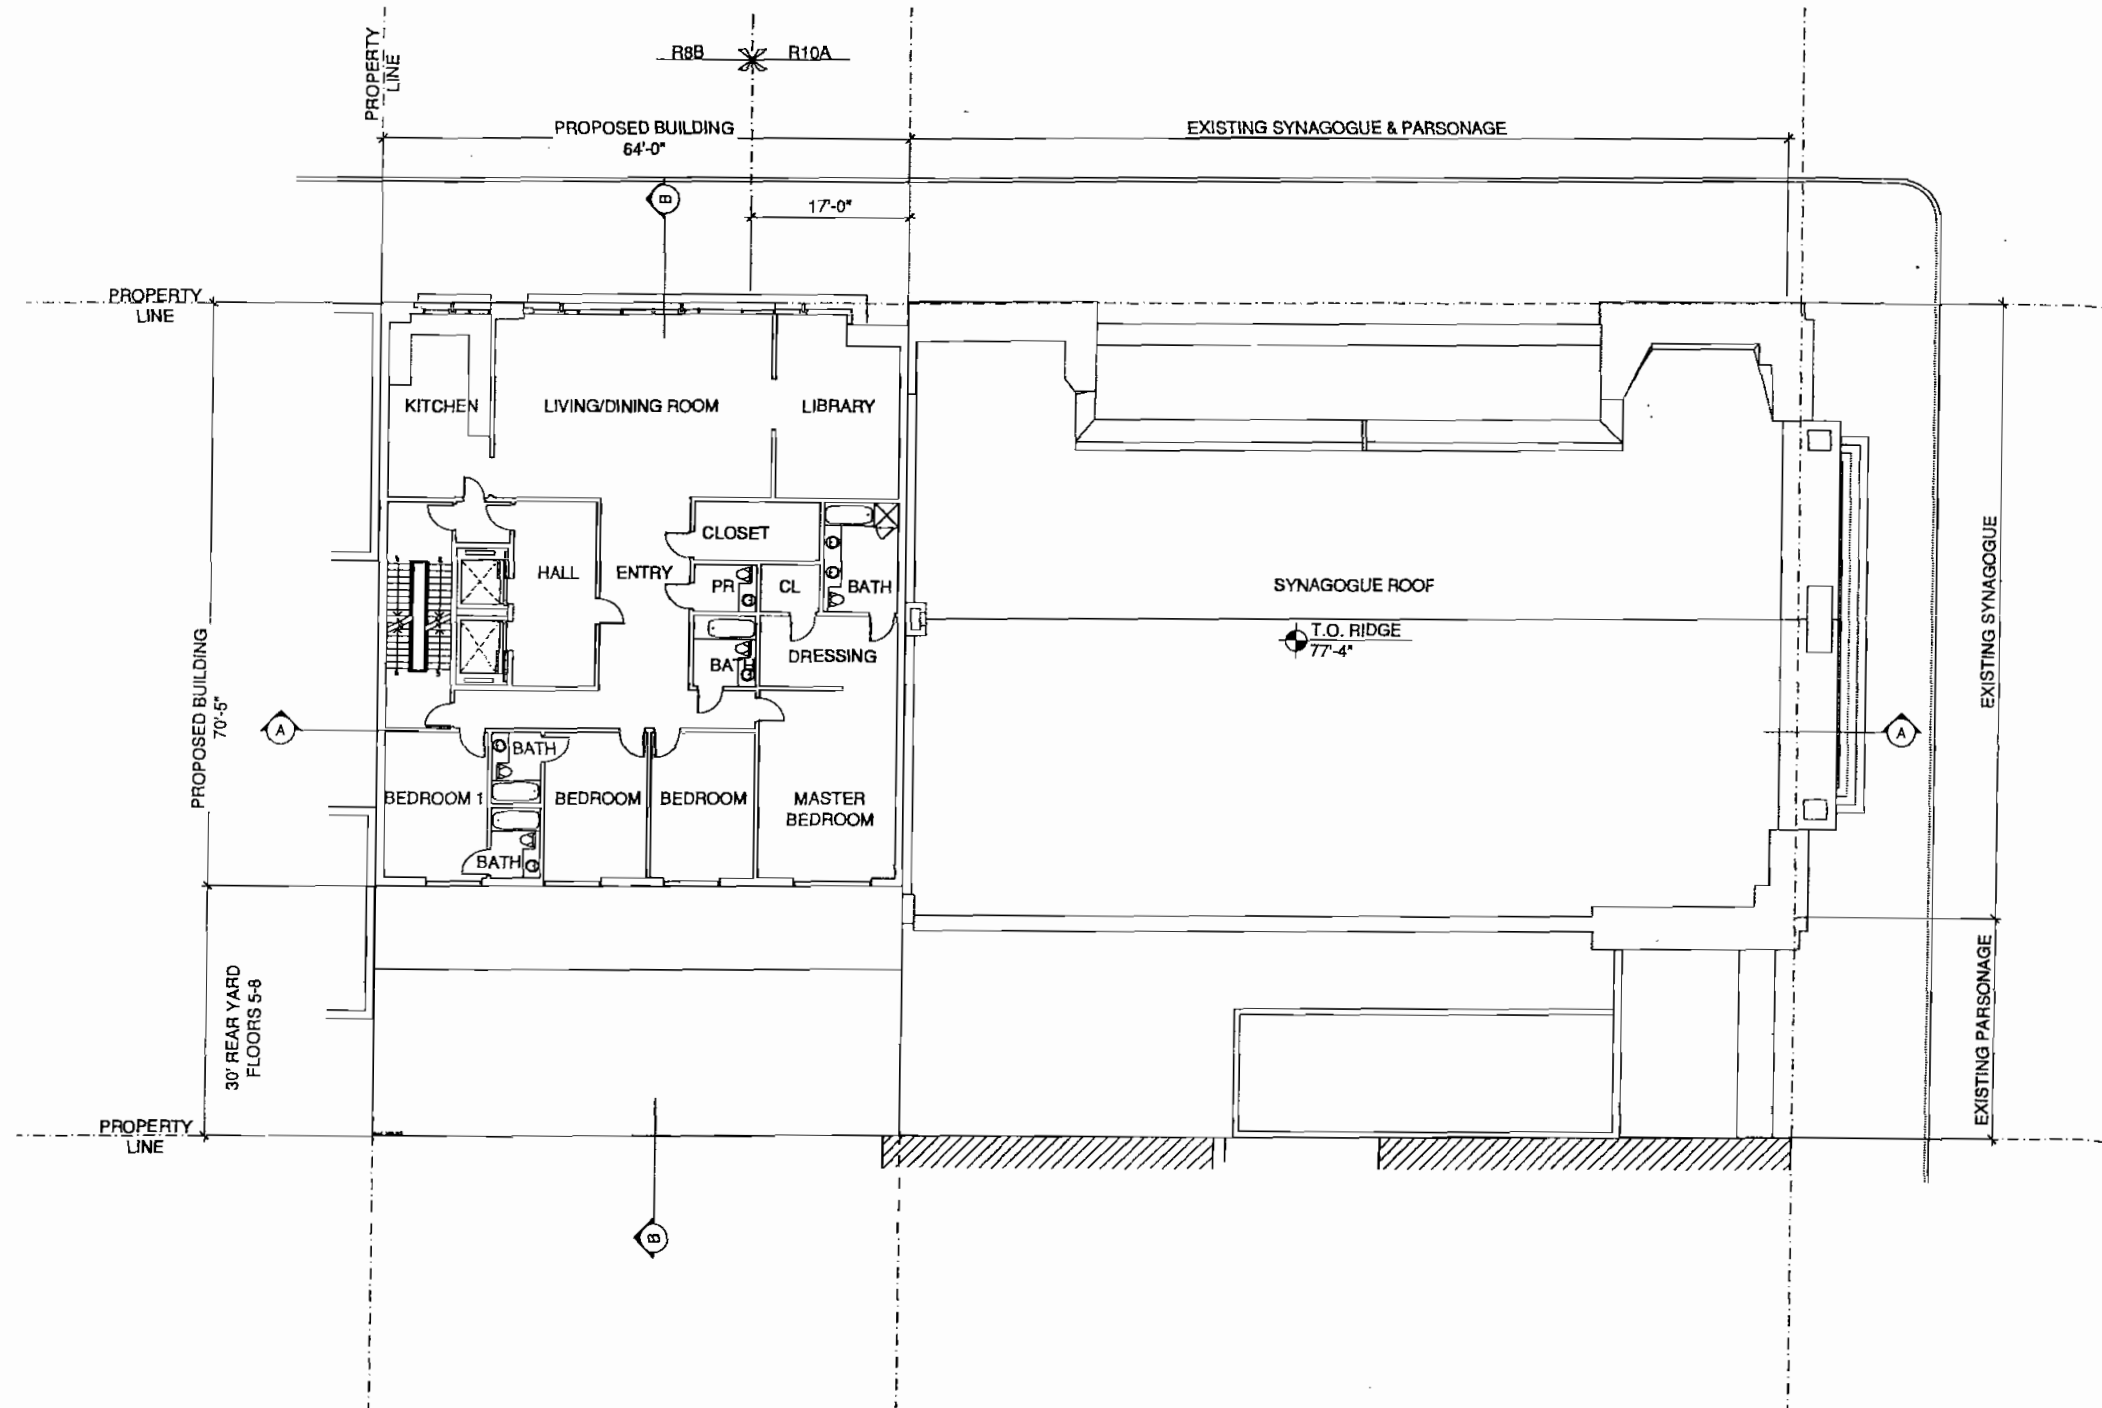 PROPERTY
LINE
R8B
R10A
PROPOSED BUILDING
64'-0"
EXISTING SYNAGOGUE & PARSONAGE
B
17'-0"
PROPERTY
LINE
KITCHEN
LIVING/DINING ROOM
LIBRARY
CLOSET
HALL
ENTRY
PR
CL
BATH
BAT
DRESSING
SYNAGOGUE ROOF
T.O. RIDGE
77'-4"
EXISTING SYNAGOGUE
PROPOSED BUILDING
70'-5"
A
A
BATH
BEDROOM 1
BEDROOM
BEDROOM
MASTER
BEDROOM
BATH
30' REAR YARD
FLOORS 5-8
EXISTING PARSONAGE
PROPERTY
LINE
B